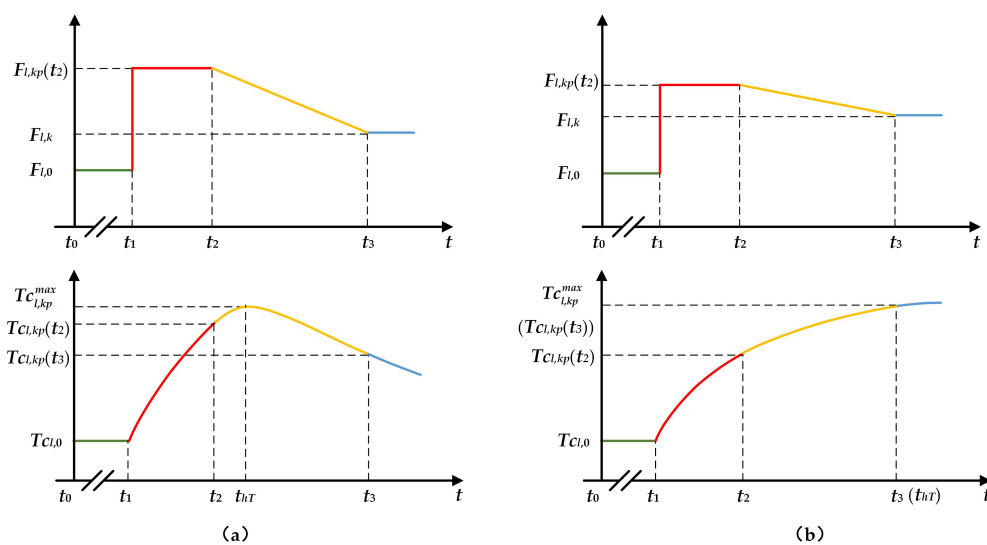 F_{l,kp}(t_2)
F_{l,k}
F_{l,0}
t_0 t_1 t_2 t_3 t
Tc_{l,kp}^{max}
Tc_{l,kp}(t_2)
Tc_{l,kp}(t_3)
Tc_{l,0}
t_0 t_1 t_2 t_{hT} t_3 t
(a)
F_{l,kp}(t_2)
F_{l,k}
F_{l,0}
t_0 t_1 t_2 t_3 t
Tc_{l,kp}^{max}
(Tc_{l,kp}(t_3))
Tc_{l,kp}(t_2)
Tc_{l,0}
t_0 t_1 t_2 t_3 (t_{hT}) t
(b)